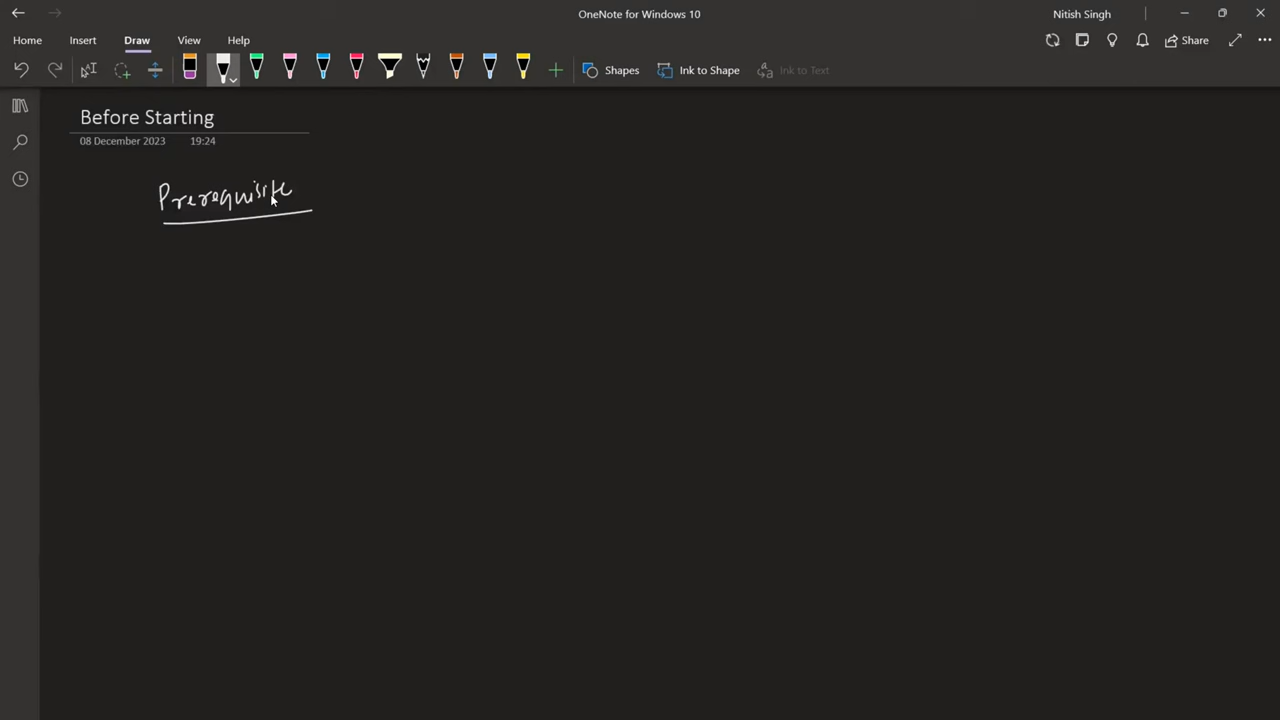 OneNote for Windows 10
Nitish Singh
Home Insert Draw View Help
Share
Shapes Ink to Shape Ink to Text
Before Starting
08 December 2023 19:24
Prerequisite